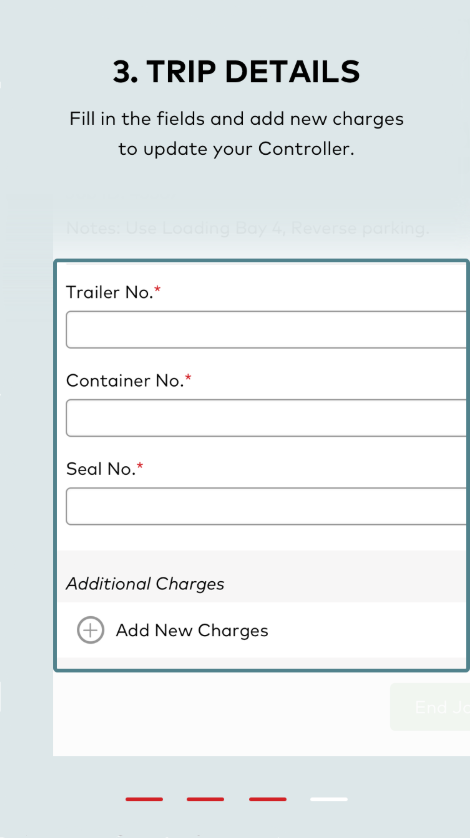 3. TRIP DETAILS
Fill in the fields and add new charges
to update your Controller.
Notes: Use Loading Bay 4, Reverse parking.
Trailer No.*
Container No.*
Seal No.*
Additional Charges
Add New Charges
End Jo